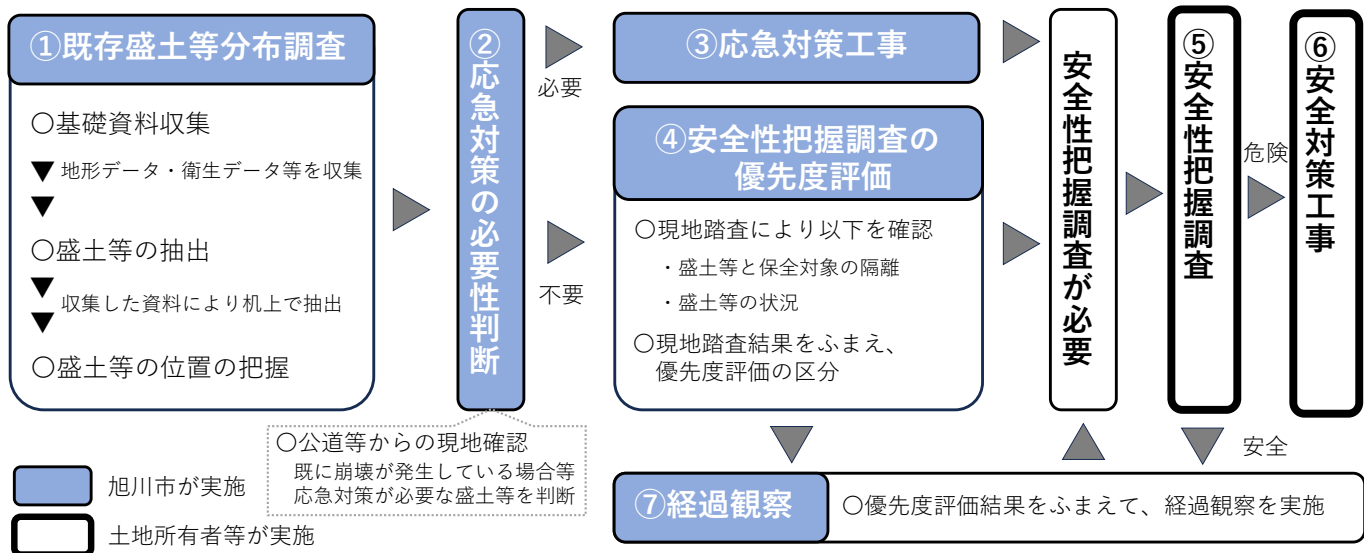 ①既存盛土等分布調査
〇基礎資料収集
地形データ・衛生データ等を収集
〇盛土等の抽出
収集した資料により机上で抽出
〇盛土等の位置の把握
②応急対策の必要性判断
〇公道等からの現地確認
既に崩壊が発生している場合等
応急対策が必要な盛土等を判断
必要
不要
③応急対策工事
④安全性把握調査の
優先度評価
〇現地踏査により以下を確認
・盛土等と保全対象の隔離
・盛土等の状況
〇現地踏査結果をふまえ、
優先度評価の区分
安全性把握調査が必要
⑤安全性把握調査
危険
⑥安全対策工事
安全
⑦経過観察
〇優先度評価結果をふまえて、経過観察を実施
旭川市が実施
土地所有者等が実施